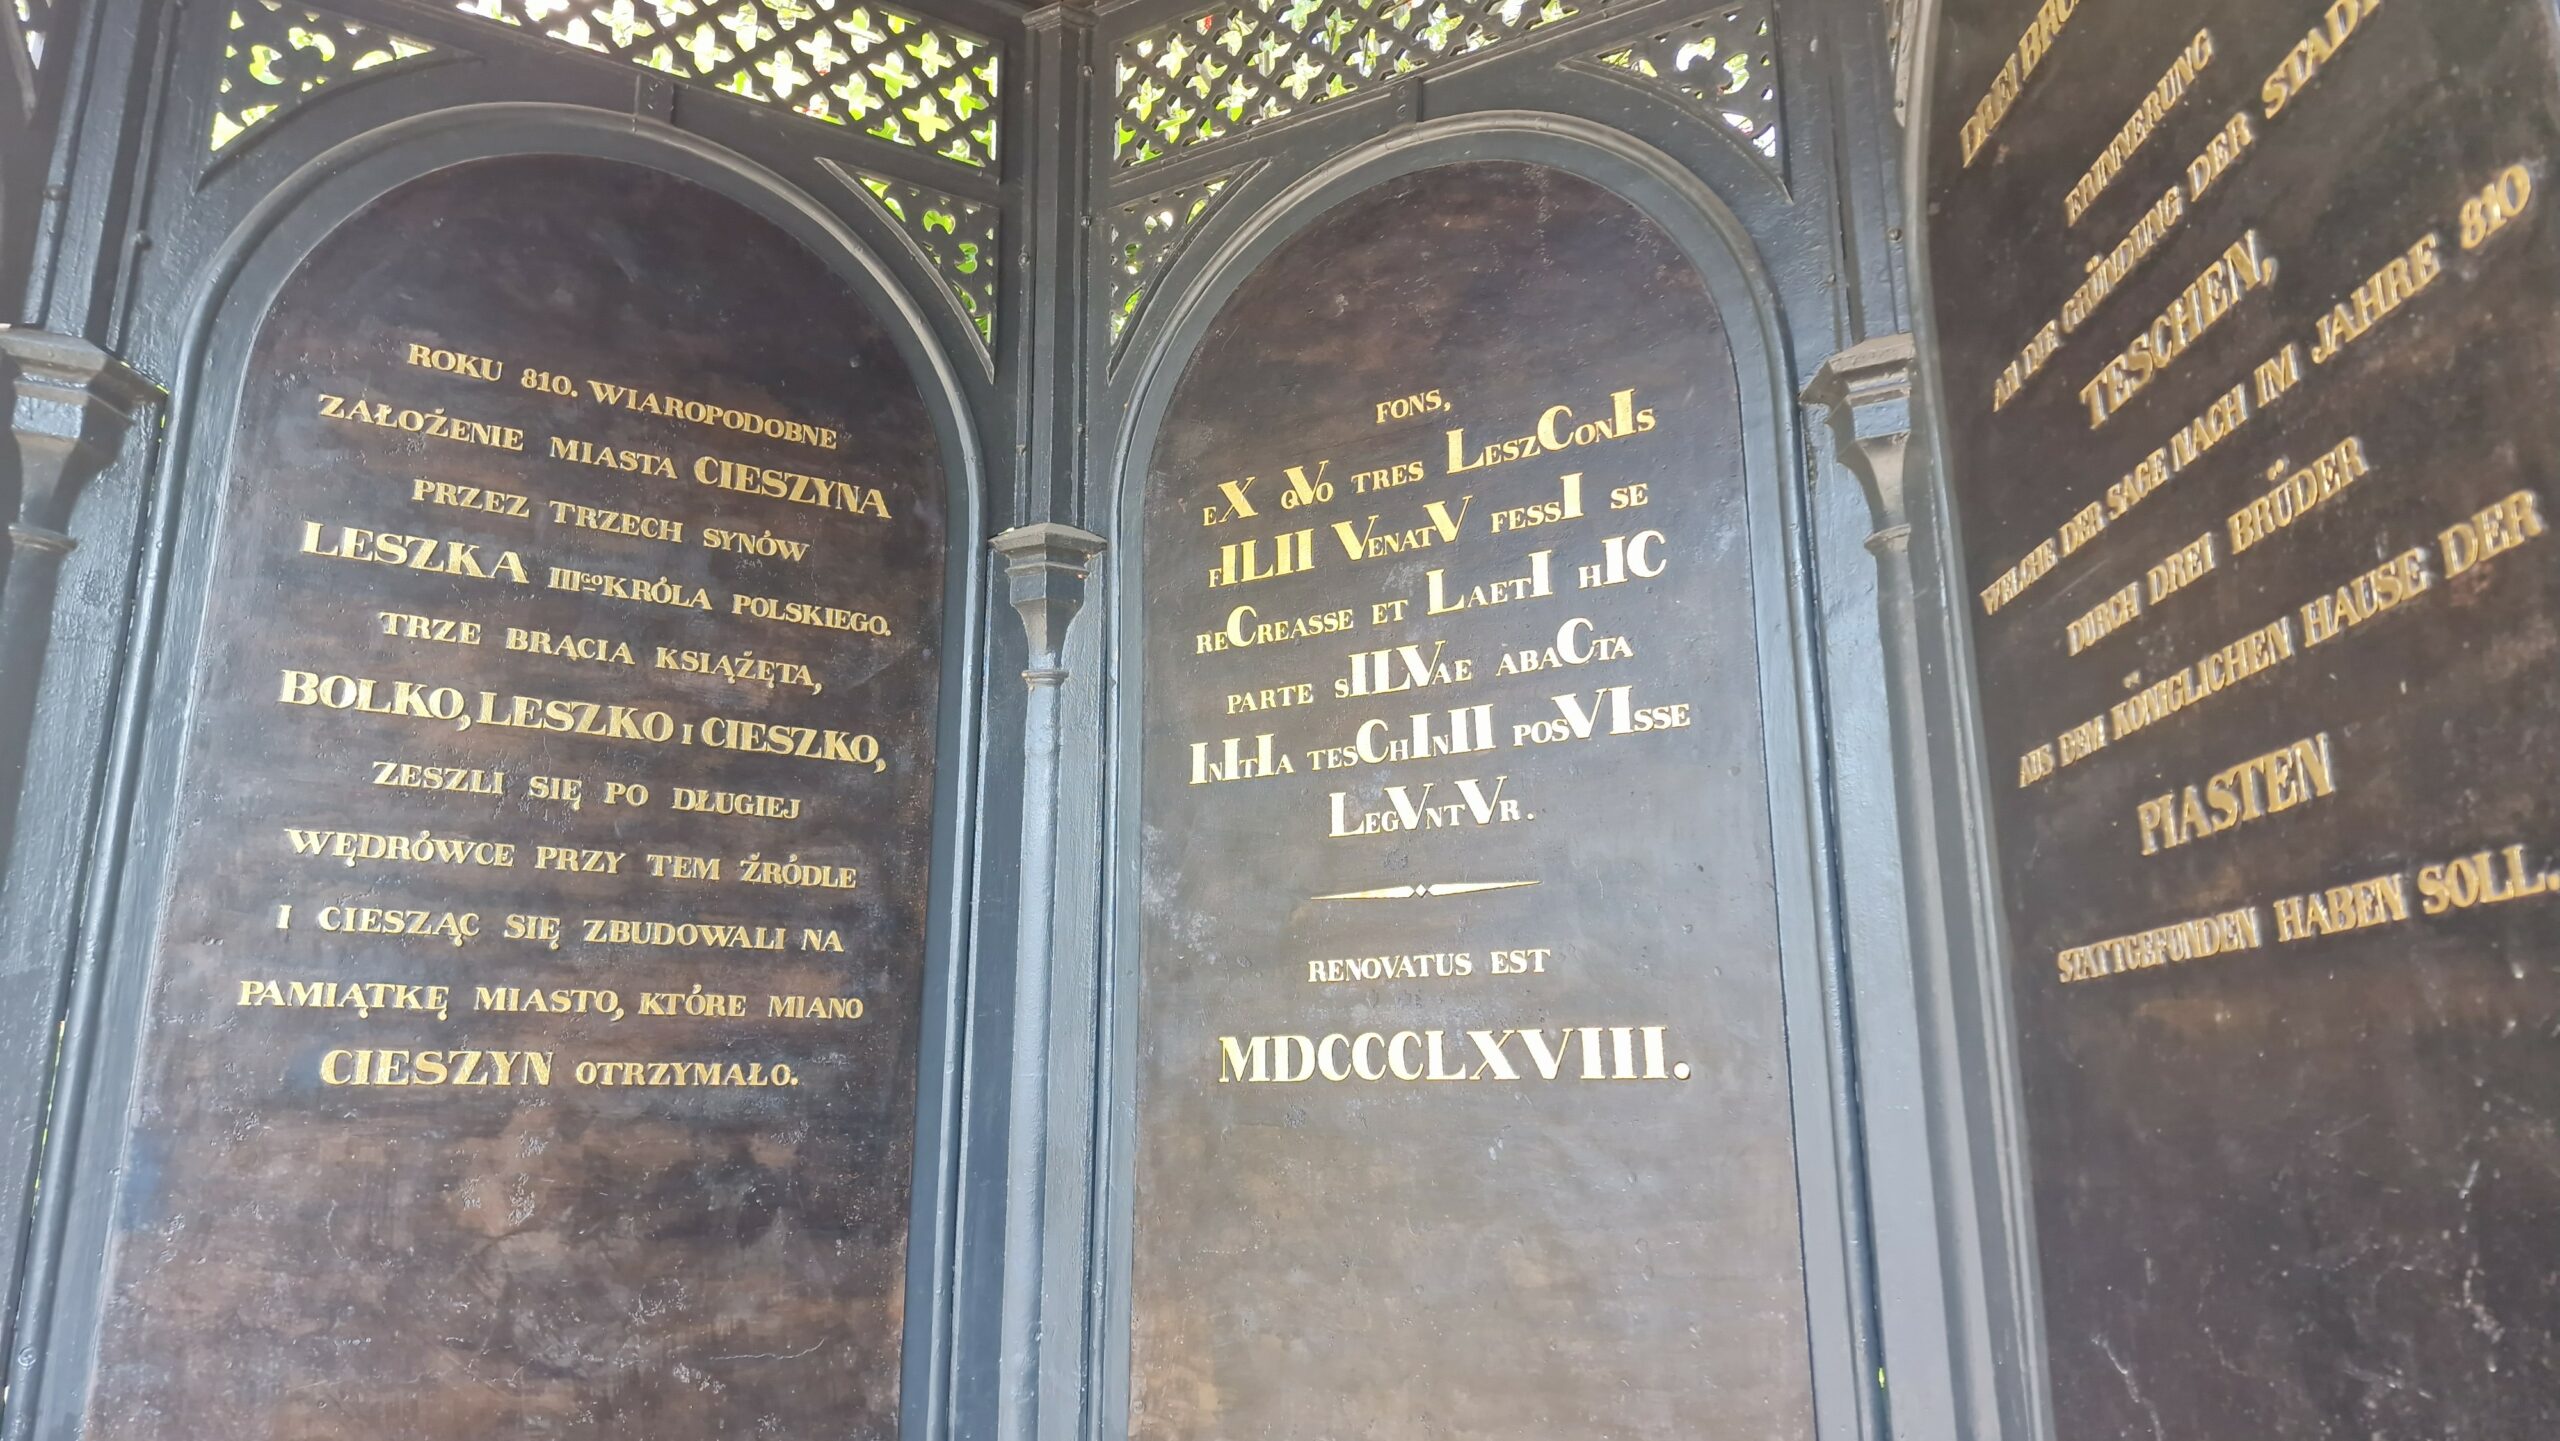 ROKU 810. WIAROPODOBNE
ZAŁOŻENIE MIASTA CIESZYNA
PRZEZ TRZECH SYNÓW
LESZKA IIIGO KRÓLA POLSKIEGO.
TRZE BRACIA KSIĄŻĘTA,
BOLKO, LESZKO I CIESZKO,
ZESZLI SIĘ PO DŁUGIEJ
WĘDRÓWCE PRZY TEM ŹRÓDLE
I CIESZĄC SIĘ ZBUDOWALI NA
PAMIĄTKĘ MIASTO, KTÓRE MIANO
CIESZYN OTRZYMAŁO.
FONS,
EX QVO TRES LESZCONIS
FILII VENATV FESSI SE
RECREASSE ET LAETI HIC
PARTE SILVAE ABACTA
INITIA TESCHINII POSVISSE
LEGVNTVR.
RENOVATUS EST
MDCCCLXVIII.
DREI
ERINNERUNG
AN DIE GRÜNDUNG DER STADT
TESCHEN,
WELCHE DER SAGE NACH IM JAHRE 810
DURCH DREI BRÜDER
AUS DEM KÖNIGLICHEN HAUSE DER
PIASTEN
STATTGEFUNDEN HABEN SOLL.